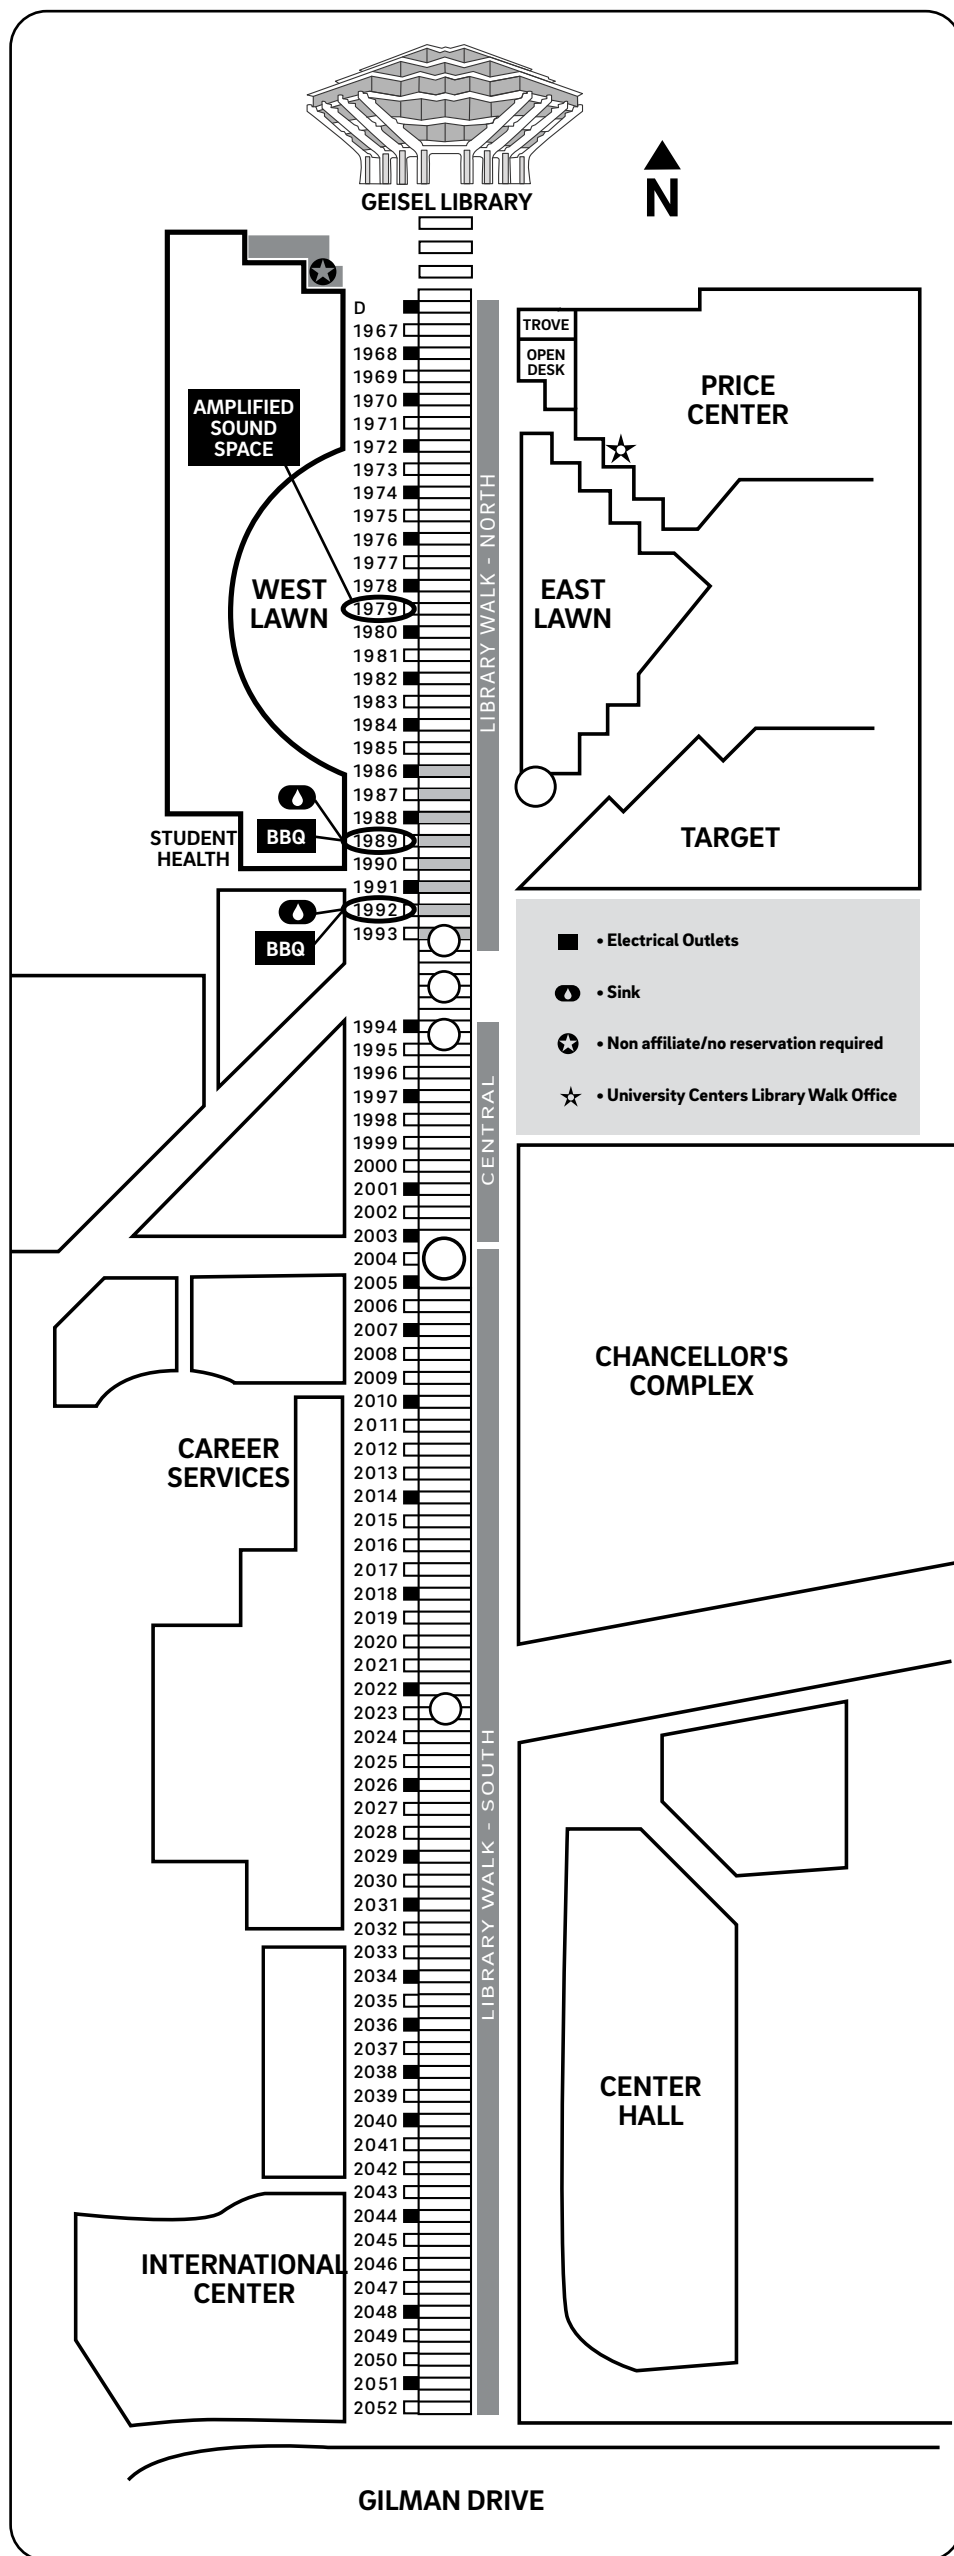 GEISEL LIBRARY
N
D
1967
1968
1969
1970
1971
1972
1973
1974
1975
1976
1977
1978
1979
1980
1981
1982
1983
1984
1985
1986
1987
1988
1989
1990
1991
1992
1993
1994
1995
1996
1997
1998
1999
2000
2001
2002
2003
2004
2005
2006
2007
2008
2009
2010
2011
2012
2013
2014
2015
2016
2017
2018
2019
2020
2021
2022
2023
2024
2025
2026
2027
2028
2029
2030
2031
2032
2033
2034
2035
2036
2037
2038
2039
2040
2041
2042
2043
2044
2045
2046
2047
2048
2049
2050
2051
2052
AMPLIFIED
SOUND
SPACE
WEST
LAWN
BBQ
STUDENT
HEALTH
BBQ
LIBRARY WALK - NORTH
CENTRAL
LIBRARY WALK - SOUTH
TROVE
OPEN
DESK
PRICE
CENTER
EAST
LAWN
TARGET
• Electrical Outlets
• Sink
• Non affiliate/no reservation required
• University Centers Library Walk Office
CHANCELLOR'S
COMPLEX
CAREER
SERVICES
CENTER
HALL
INTERNATIONAL
CENTER
GILMAN DRIVE